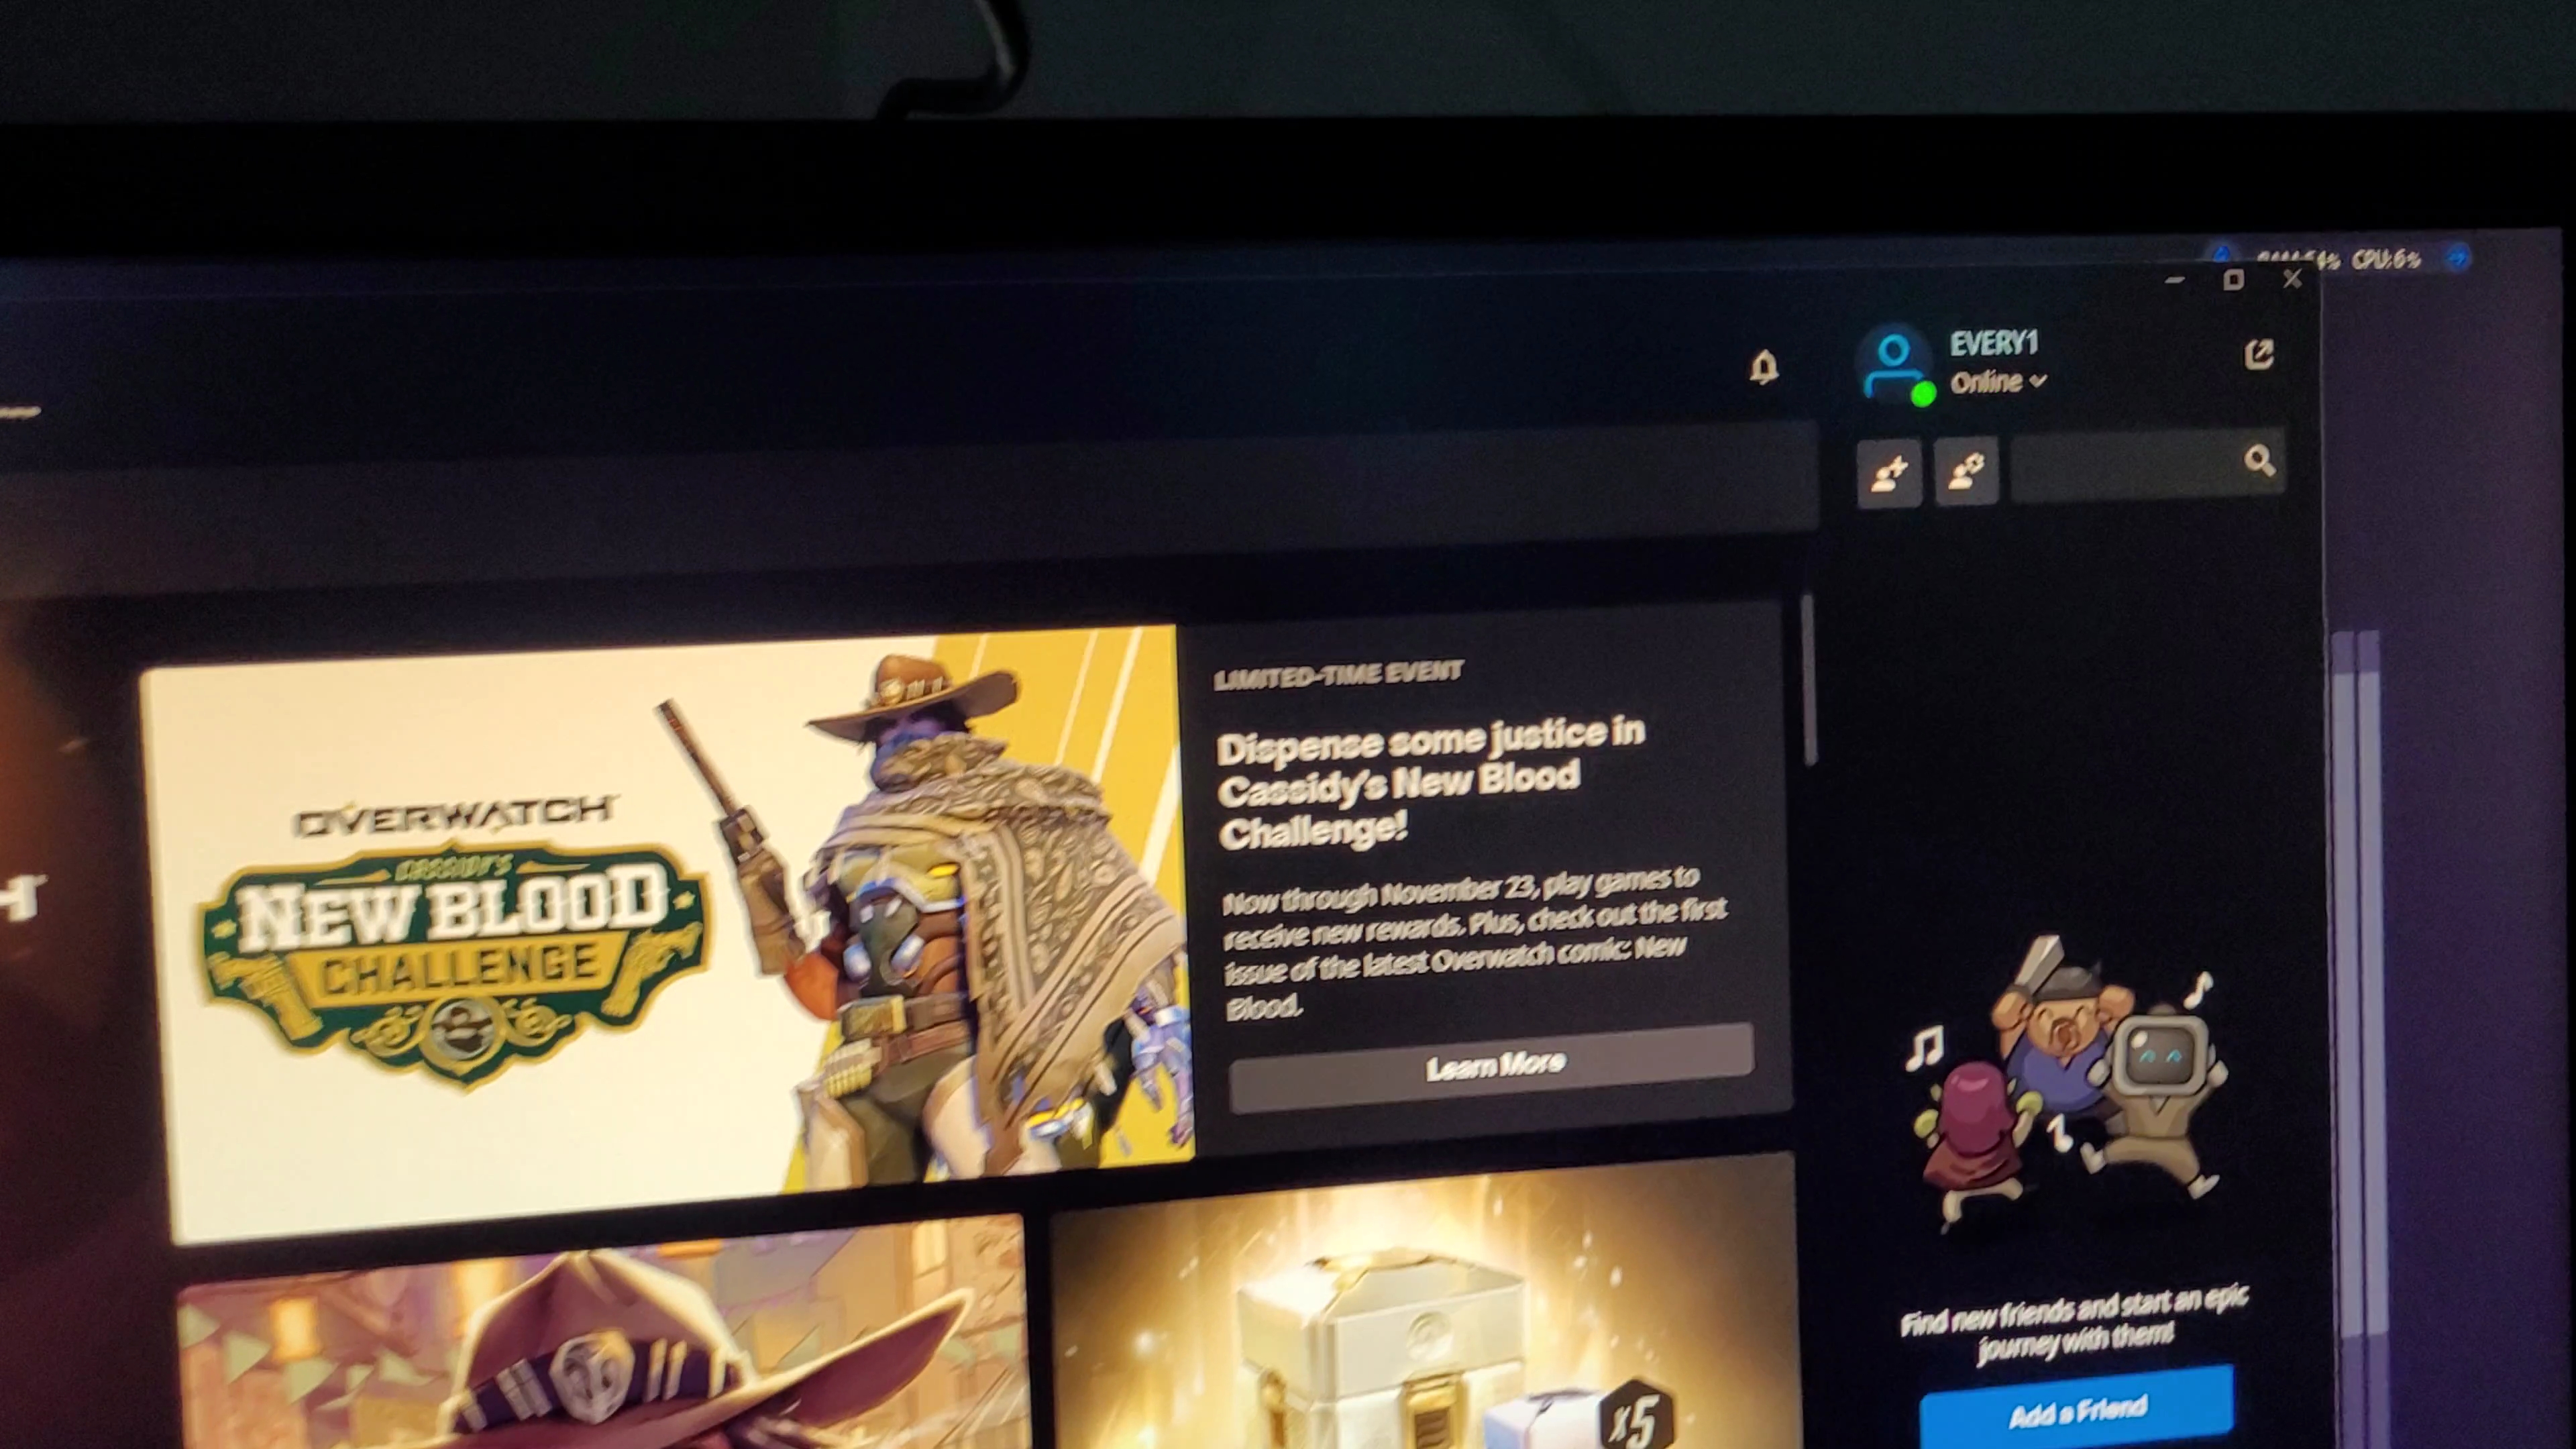 CPU:6%
EVERY1
Online
LIMITED-TIME EVENT
Dispense some justice in
Cassidy's New Blood
Challenge!
Now through November 23, play games to
receive new rewards. Plus, check out the first
issue of the latest Overwatch comic: New
Blood.
Learn More
OVERWATCH
CASSIDY'S
NEW BLOOD
CHALLENGE
x5
Find new friends and start an epic
journey with them!
Add a Friend